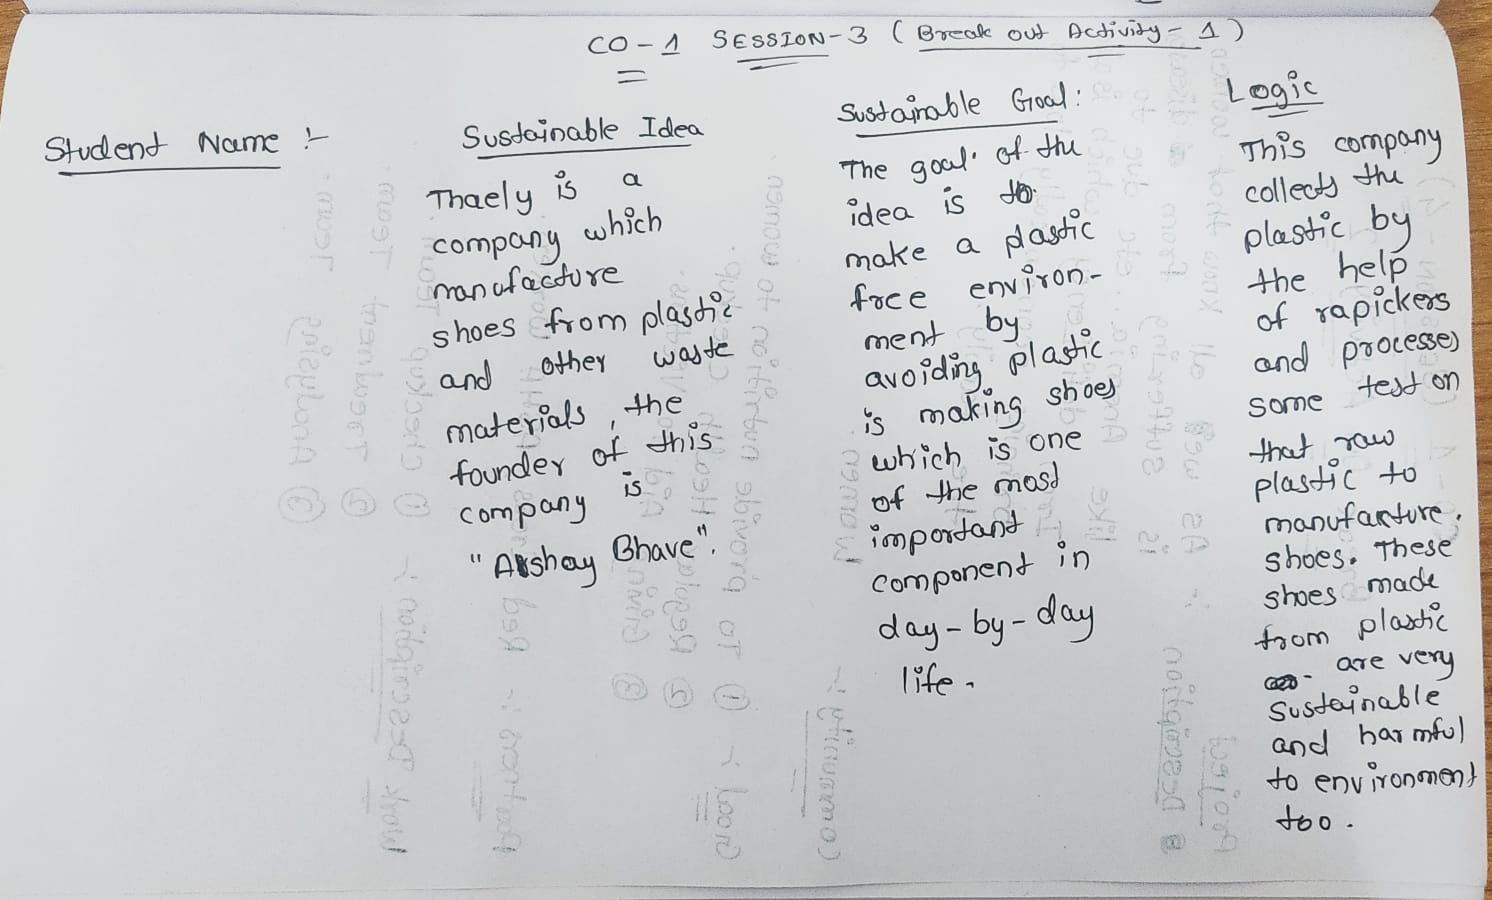 CO-1 SESSION-3 (Break out Activity-1)
Student Name :-
Sustainable Idea
Thaely is a
company which
manufacture
shoes from plastic
and other waste
materials, the
founder of this
company is
"Akshay Bhave".
Sustainable Goal:
The goal of the
idea is to
make a plastic
free environ-
ment by
avoiding plastic
is making shoes
which is one
of the most
important
component in
day-by-day
life.
Logic
This company
collects the
plastic by
the help
of rapickers
and processes
some test on
that raw
plastic to
manufacture.
shoes. These
shoes made
from plastic
are very
sustainable
and harmful
to environment
too.